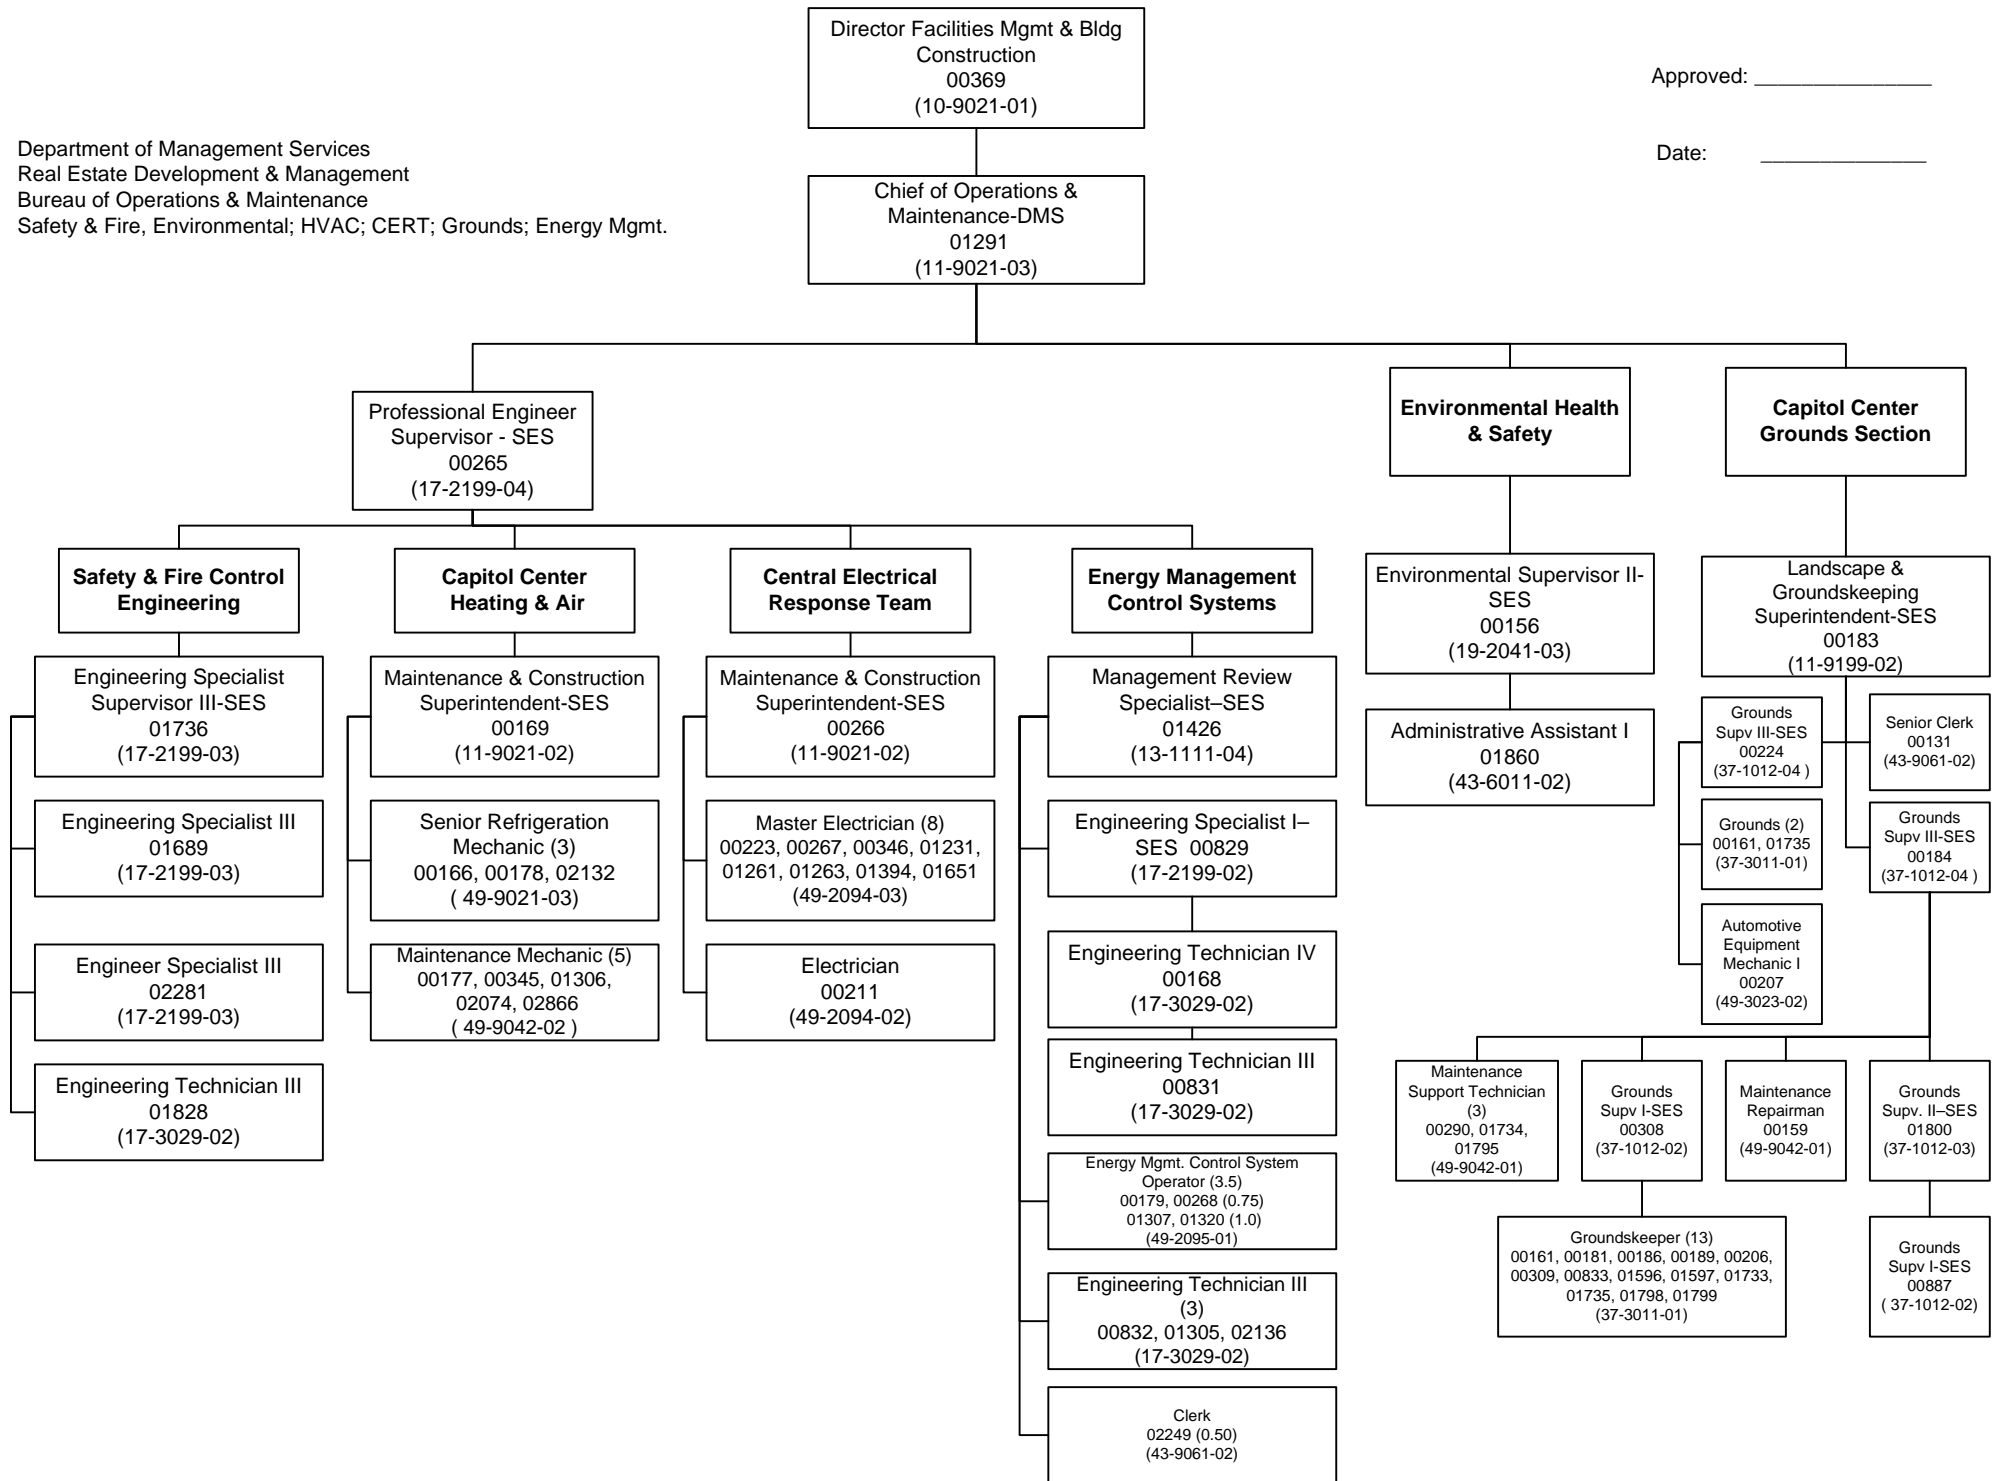 Director Facilities Mgmt & Bldg
Construction
00369
(10-9021-01)
Approved: _______________
Date: ______________
Department of Management Services
Real Estate Development & Management
Bureau of Operations & Maintenance
Safety & Fire, Environmental; HVAC; CERT; Grounds; Energy Mgmt.
Chief of Operations &
Maintenance-DMS
01291
(11-9021-03)
Professional Engineer
Supervisor - SES
00265
(17-2199-04)
Environmental Health
& Safety
Capitol Center
Grounds Section
Safety & Fire Control
Engineering
Capitol Center
Heating & Air
Central Electrical
Response Team
Energy Management
Control Systems
Engineering Specialist
Supervisor III-SES
01736
(17-2199-03)
Engineering Specialist III
01689
(17-2199-03)
Engineer Specialist III
02281
(17-2199-03)
Engineering Technician III
01828
(17-3029-02)
Maintenance & Construction
Superintendent-SES
00169
(11-9021-02)
Senior Refrigeration
Mechanic (3)
00166, 00178, 02132
( 49-9021-03)
Maintenance Mechanic (5)
00177, 00345, 01306,
02074, 02866
( 49-9042-02 )
Maintenance & Construction
Superintendent-SES
00266
(11-9021-02)
Master Electrician (8)
00223, 00267, 00346, 01231,
01261, 01263, 01394, 01651
(49-2094-03)
Electrician
00211
(49-2094-02)
Management Review
Specialist–SES
01426
(13-1111-04)
Engineering Specialist I–
SES 00829
(17-2199-02)
Engineering Technician IV
00168
(17-3029-02)
Engineering Technician III
00831
(17-3029-02)
Energy Mgmt. Control System
Operator (3.5)
00179, 00268 (0.75)
01307, 01320 (1.0)
(49-2095-01)
Engineering Technician III
(3)
00832, 01305, 02136
(17-3029-02)
Clerk
02249 (0.50)
(43-9061-02)
Environmental Supervisor II-
SES
00156
(19-2041-03)
Administrative Assistant I
01860
(43-6011-02)
Landscape &
Groundskeeping
Superintendent-SES
00183
(11-9199-02)
Grounds
Supv III-SES
00224
(37-1012-04 )
Senior Clerk
00131
(43-9061-02)
Grounds (2)
00161, 01735
(37-3011-01)
Grounds
Supv III-SES
00184
(37-1012-04 )
Automotive
Equipment
Mechanic I
00207
(49-3023-02)
Maintenance
Support Technician
(3)
00290, 01734,
01795
(49-9042-01)
Grounds
Supv I-SES
00308
(37-1012-02)
Maintenance
Repairman
00159
(49-9042-01)
Grounds
Supv. II–SES
01800
(37-1012-03)
Groundskeeper (13)
00161, 00181, 00186, 00189, 00206,
00309, 00833, 01596, 01597, 01733,
01735, 01798, 01799
(37-3011-01)
Grounds
Supv I-SES
00887
( 37-1012-02)